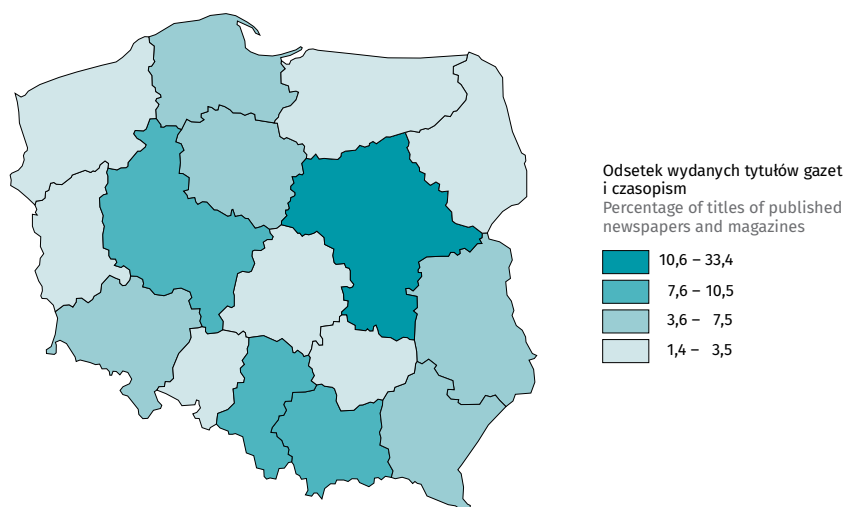 Odsetek wydanych tytułów gazet
i czasopism
Percentage of titles of published
newspapers and magazines
10,6 – 33,4
7,6 – 10,5
3,6 – 7,5
1,4 – 3,5